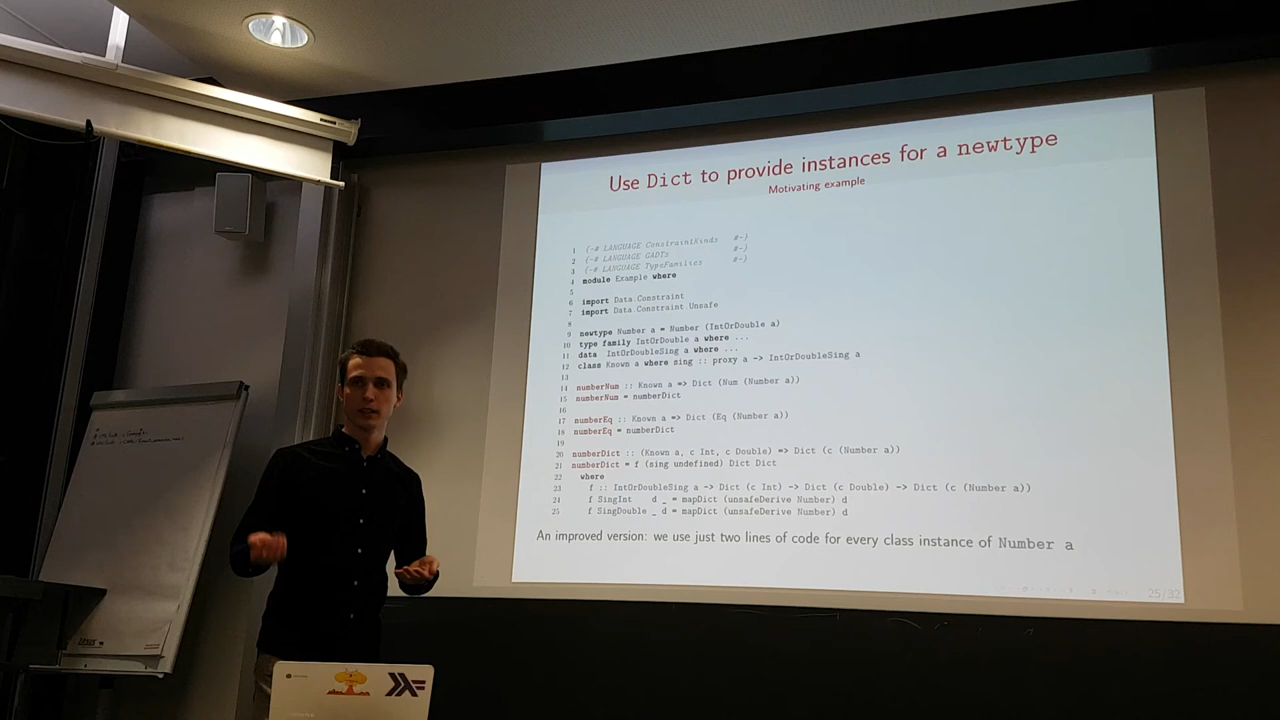 Use Dict to provide instances for a newtype
Motivating example
1 {-# LANGUAGE ConstraintKinds #-}
2 {-# LANGUAGE GADTs #-}
3 {-# LANGUAGE TypeFamilies #-}
4 module Example where
5
6 import Data.Constraint
7 import Data.Constraint.Unsafe
8
9 newtype Number a = Number (IntOrDouble a)
10 type family IntOrDouble a where ...
11 data IntOrDoubleSing a where ...
12 class Known a where sing :: proxy a -> IntOrDoubleSing a
13
14 numberNum :: Known a => Dict (Num (Number a))
15 numberNum = numberDict
16
17 numberEq :: Known a => Dict (Eq (Number a))
18 numberEq = numberDict
19
20 numberDict :: (Known a, c Int, c Double) => Dict (c (Number a))
21 numberDict = f (sing undefined) Dict Dict
22 where
23 f :: IntOrDoubleSing a -> Dict (c Int) -> Dict (c Double) -> Dict (c (Number a))
24 f SingInt d _ = mapDict (unsafeDerive Number) d
25 f SingDouble _ d = mapDict (unsafeDerive Number) d
An improved version: we use just two lines of code for every class instance of Number a
25/32